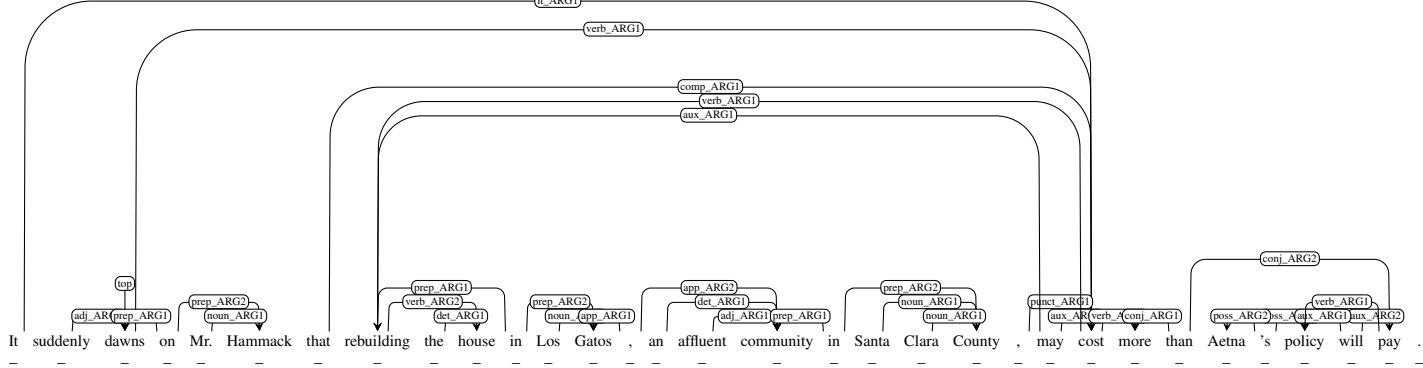 it_ARG1
verb_ARG1
comp_ARG1
verb_ARG1
aux_ARG1
conj_ARG2
top
prep_ARG1 app_ARG2 prep_ARG2
prep_ARG2 verb_ARG2 prep_ARG2 det_ARG1 noun_ARG1 punct_ARG1 verb_ARG1
prep_ARG1 noun_ARG1 det_ARG1 app_ARG1 adj_ARG1 prep_ARG1 noun_ARG1 conj_ARG1 poss_ARG2 aux_ARG1
It suddenly dawns on Mr. Hammack that rebuilding the house in Los Gatos , an affluent community in Santa Clara County , may cost more than Aetna 's policy will pay .
_ _ _ _ _ _ _ _ _ _ _ _ _ _ _ _ _ _ _ _ _ _ _ _ _ _ _ _ _ _ _